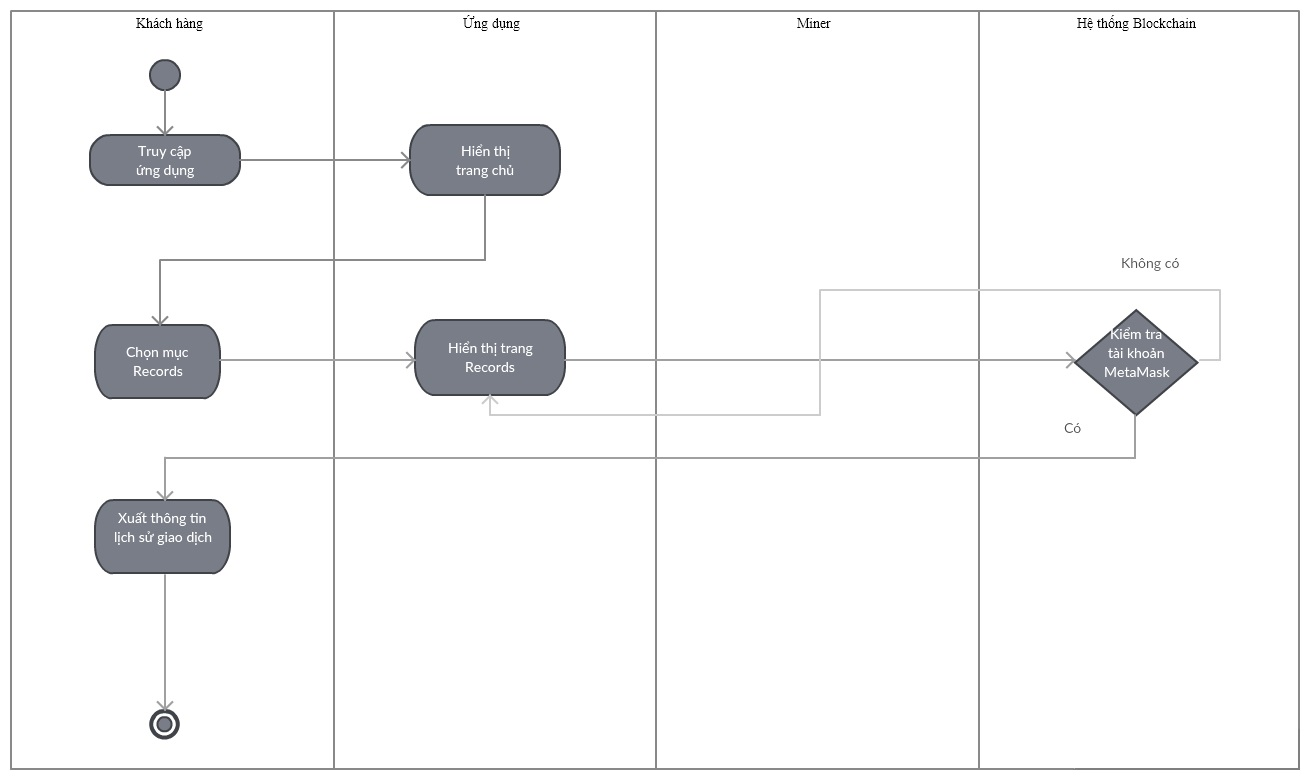 Khách hàng
Ứng dụng
Miner
Hệ thống Blockchain
Truy cập
ứng dụng
Hiển thị
trang chủ
Không có
Chọn mục
Records
Hiển thị trang
Records
Kiểm tra
tài khoản
MetaMask
Có
Xuất thông tin
lịch sử giao dịch